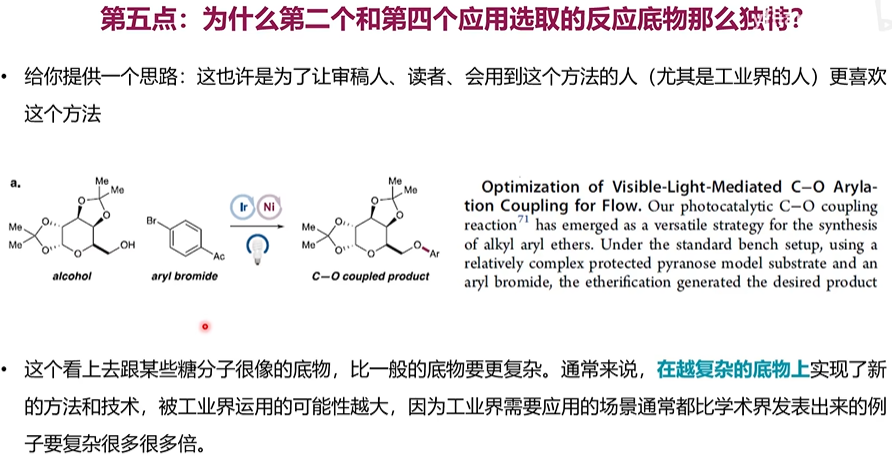 第五点：为什么第二个和第四个应用选取的反应底物那么独特？
• 给你提供一个思路：这也许是为了让审稿人、读者、会用到这个方法的人（尤其是工业界的人）更喜欢
这个方法
a.
Me
Me
O
O
Me
Me
O
O
O
OH
alcohol
Br
Ac
aryl bromide
Ir
Ni
Me
Me
O
O
Me
Me
O
O
O
O
Ar
C–O coupled product
Optimization of Visible-Light-Mediated C–O Aryla-
tion Coupling for Flow. Our photocatalytic C–O coupling
reaction71 has emerged as a versatile strategy for the synthesis
of alkyl aryl ethers. Under the standard bench setup, using a
relatively complex protected pyranose model substrate and an
aryl bromide, the etherification generated the desired product
• 这个看上去跟某些糖分子很像的底物，比一般的底物要更复杂。通常来说，在越复杂的底物上实现了新
的方法和技术，被工业界运用的可能性越大，因为工业界需要应用的场景通常都比学术界发表出来的例
子要复杂很多很多倍。